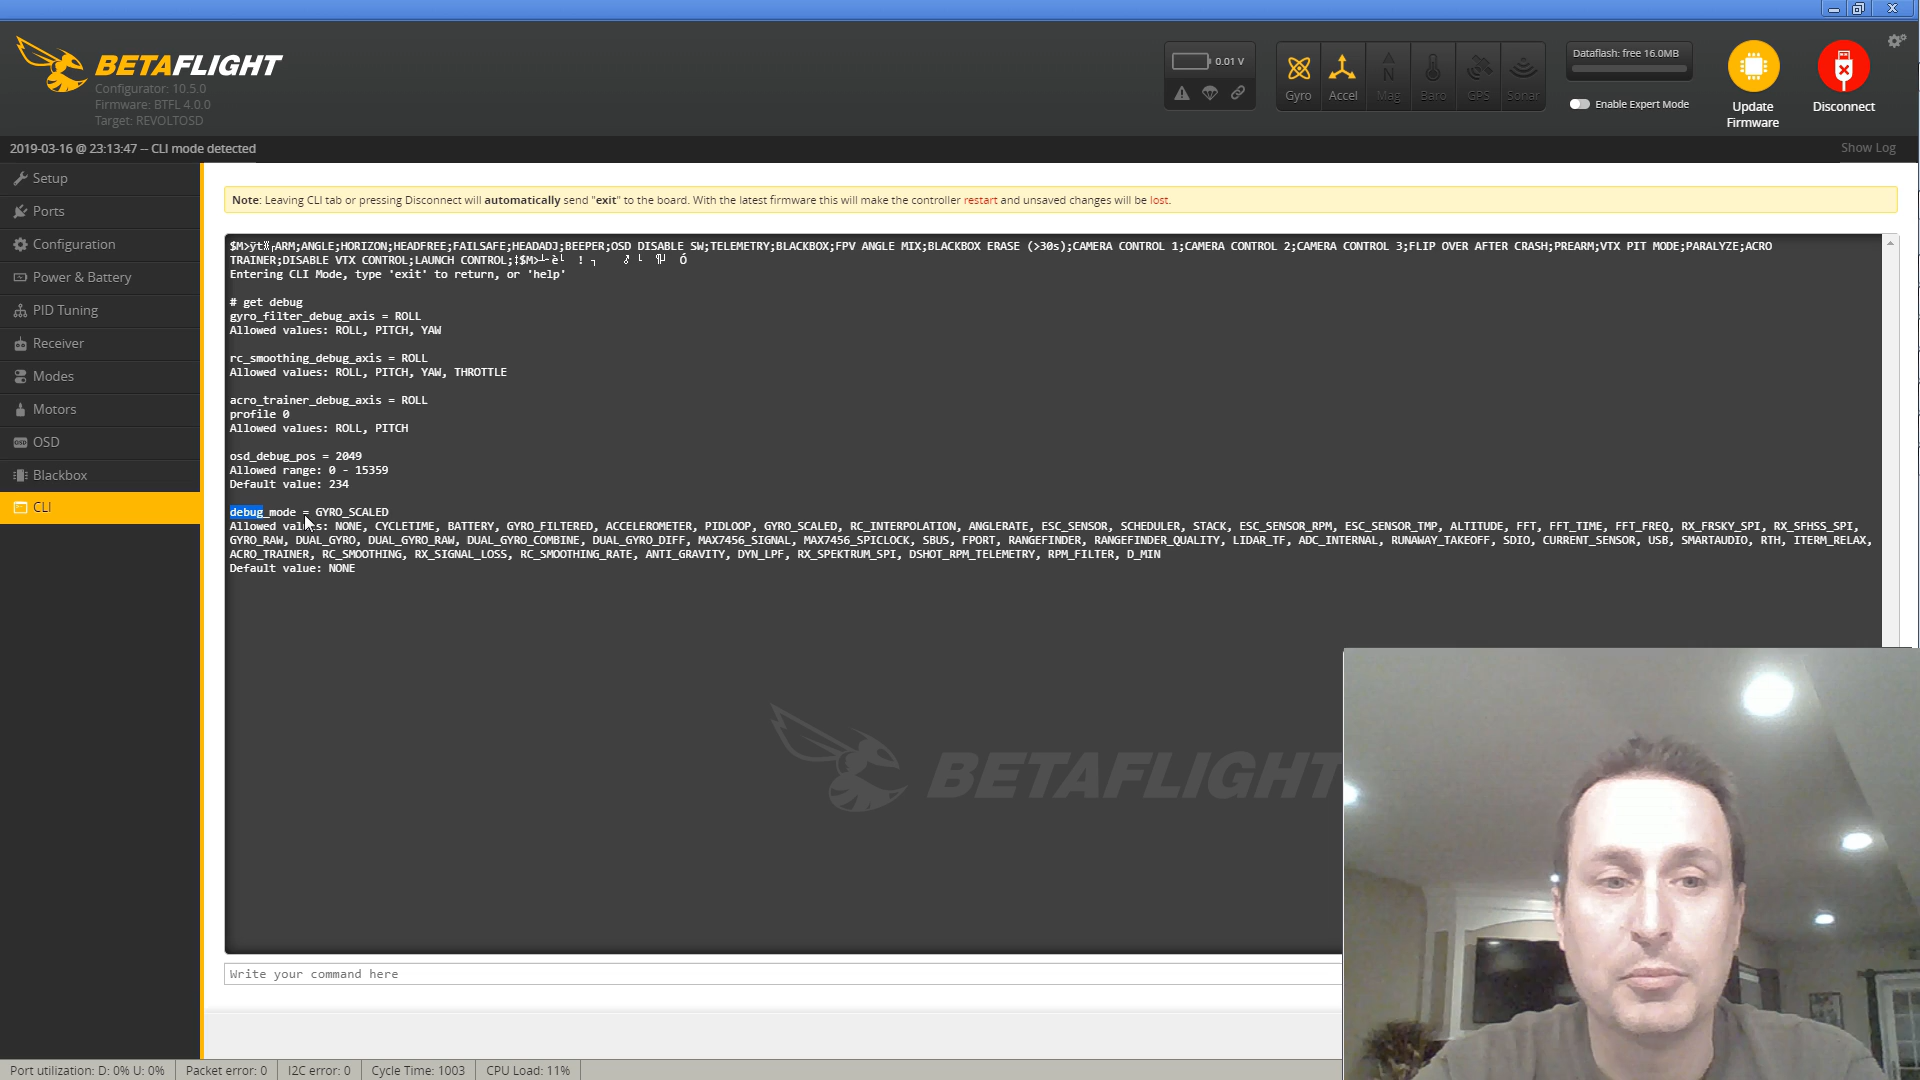 BETAFLIGHT
Configurator: 10.5.0
Firmware: BTFL 4.0.0
Target: REVOLTOSD
0.01 V
Gyro
Accel
Mag
Baro
GPS
Sonar
Dataflash: free 16.0MB
Enable Expert Mode
Update
Firmware
Disconnect
2019-03-16 @ 23:13:47 -- CLI mode detected
Show Log
Setup
Ports
Configuration
Power & Battery
PID Tuning
Receiver
Modes
Motors
OSD
Blackbox
CLI
Note: Leaving CLI tab or pressing Disconnect will automatically send "exit" to the board. With the latest firmware this will make the controller restart and unsaved changes will be lost.
ARM;ANGLE;HORIZON;HEADFREE;FAILSAFE;HEADADJ;BEEPER;OSD DISABLE SW;TELEMETRY;BLACKBOX;FPV ANGLE MIX;BLACKBOX ERASE (>30s);CAMERA CONTROL 1;CAMERA CONTROL 2;CAMERA CONTROL 3;FLIP OVER AFTER CRASH;PREARM;VTX PIT MODE;PARALYZE;ACRO
TRAINER;DISABLE VTX CONTROL;LAUNCH CONTROL;
Entering CLI Mode, type 'exit' to return, or 'help'
# get debug
gyro_filter_debug_axis = ROLL
Allowed values: ROLL, PITCH, YAW
rc_smoothing_debug_axis = ROLL
Allowed values: ROLL, PITCH, YAW, THROTTLE
acro_trainer_debug_axis = ROLL
profile 0
Allowed values: ROLL, PITCH
osd_debug_pos = 2049
Allowed range: 0 - 15359
Default value: 234
debug_mode = GYRO_SCALED
Allowed values: NONE, CYCLETIME, BATTERY, GYRO_FILTERED, ACCELEROMETER, PIDLOOP, GYRO_SCALED, RC_INTERPOLATION, ANGLERATE, ESC_SENSOR, SCHEDULER, STACK, ESC_SENSOR_RPM, ESC_SENSOR_TMP, ALTITUDE, FFT, FFT_TIME, FFT_FREQ, RX_FRSKY_SPI, RX_SFHSS_SPI,
GYRO_RAW, DUAL_GYRO, DUAL_GYRO_RAW, DUAL_GYRO_COMBINE, DUAL_GYRO_DIFF, MAX7456_SIGNAL, MAX7456_SPICLOCK, SBUS, FPORT, RANGEFINDER, RANGEFINDER_QUALITY, LIDAR_TF, ADC_INTERNAL, RUNAWAY_TAKEOFF, SDIO, CURRENT_SENSOR, USB, SMARTAUDIO, RTH, ITERM_RELAX,
ACRO_TRAINER, RC_SMOOTHING, RX_SIGNAL_LOSS, RC_SMOOTHING_RATE, ANTI_GRAVITY, DYN_LPF, RX_SPEKTRUM_SPI, DSHOT_RPM_TELEMETRY, RPM_FILTER, D_MIN
Default value: NONE
BETAFLIGHT
Write your command here
Port utilization: D: 0% U: 0%
Packet error: 0
I2C error: 0
Cycle Time: 1003
CPU Load: 11%